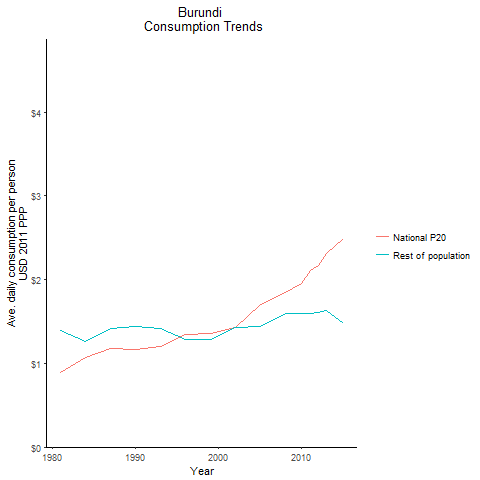 Burundi
Consumption Trends
Ave. daily consumption per person
USD 2011 PPP
$4
$3
$2
$1
$0
1980
1990
2000
2010
Year
National P20
Rest of population